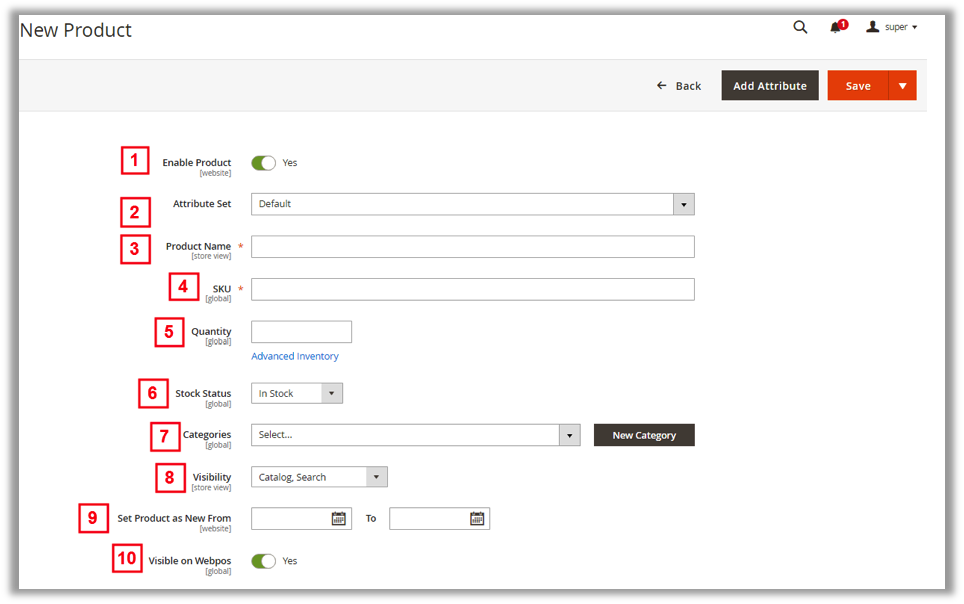 New Product
1
super
Back
Add Attribute
Save
1
Enable Product
[website]
Yes
2
Attribute Set
Default
3
Product Name *
[store view]
4
SKU *
[global]
5
Quantity
[global]
Advanced Inventory
6
Stock Status
[global]
In Stock
7
Categories
[global]
Select...
New Category
8
Visibility
[store view]
Catalog, Search
9
Set Product as New From
[website]
To
10
Visible on Webpos
[global]
Yes